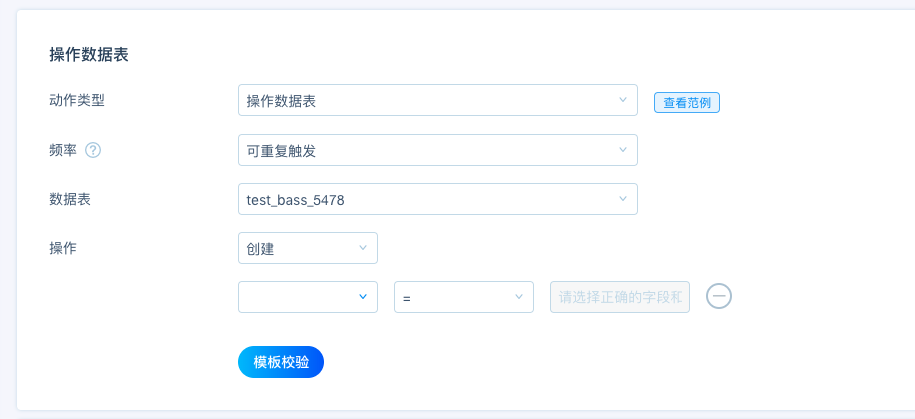 操作数据表
动作类型 操作数据表 查看范例
频率 ? 可重复触发
数据表 test_bass_5478
操作 创建
= 请选择正确的字段和
模板校验